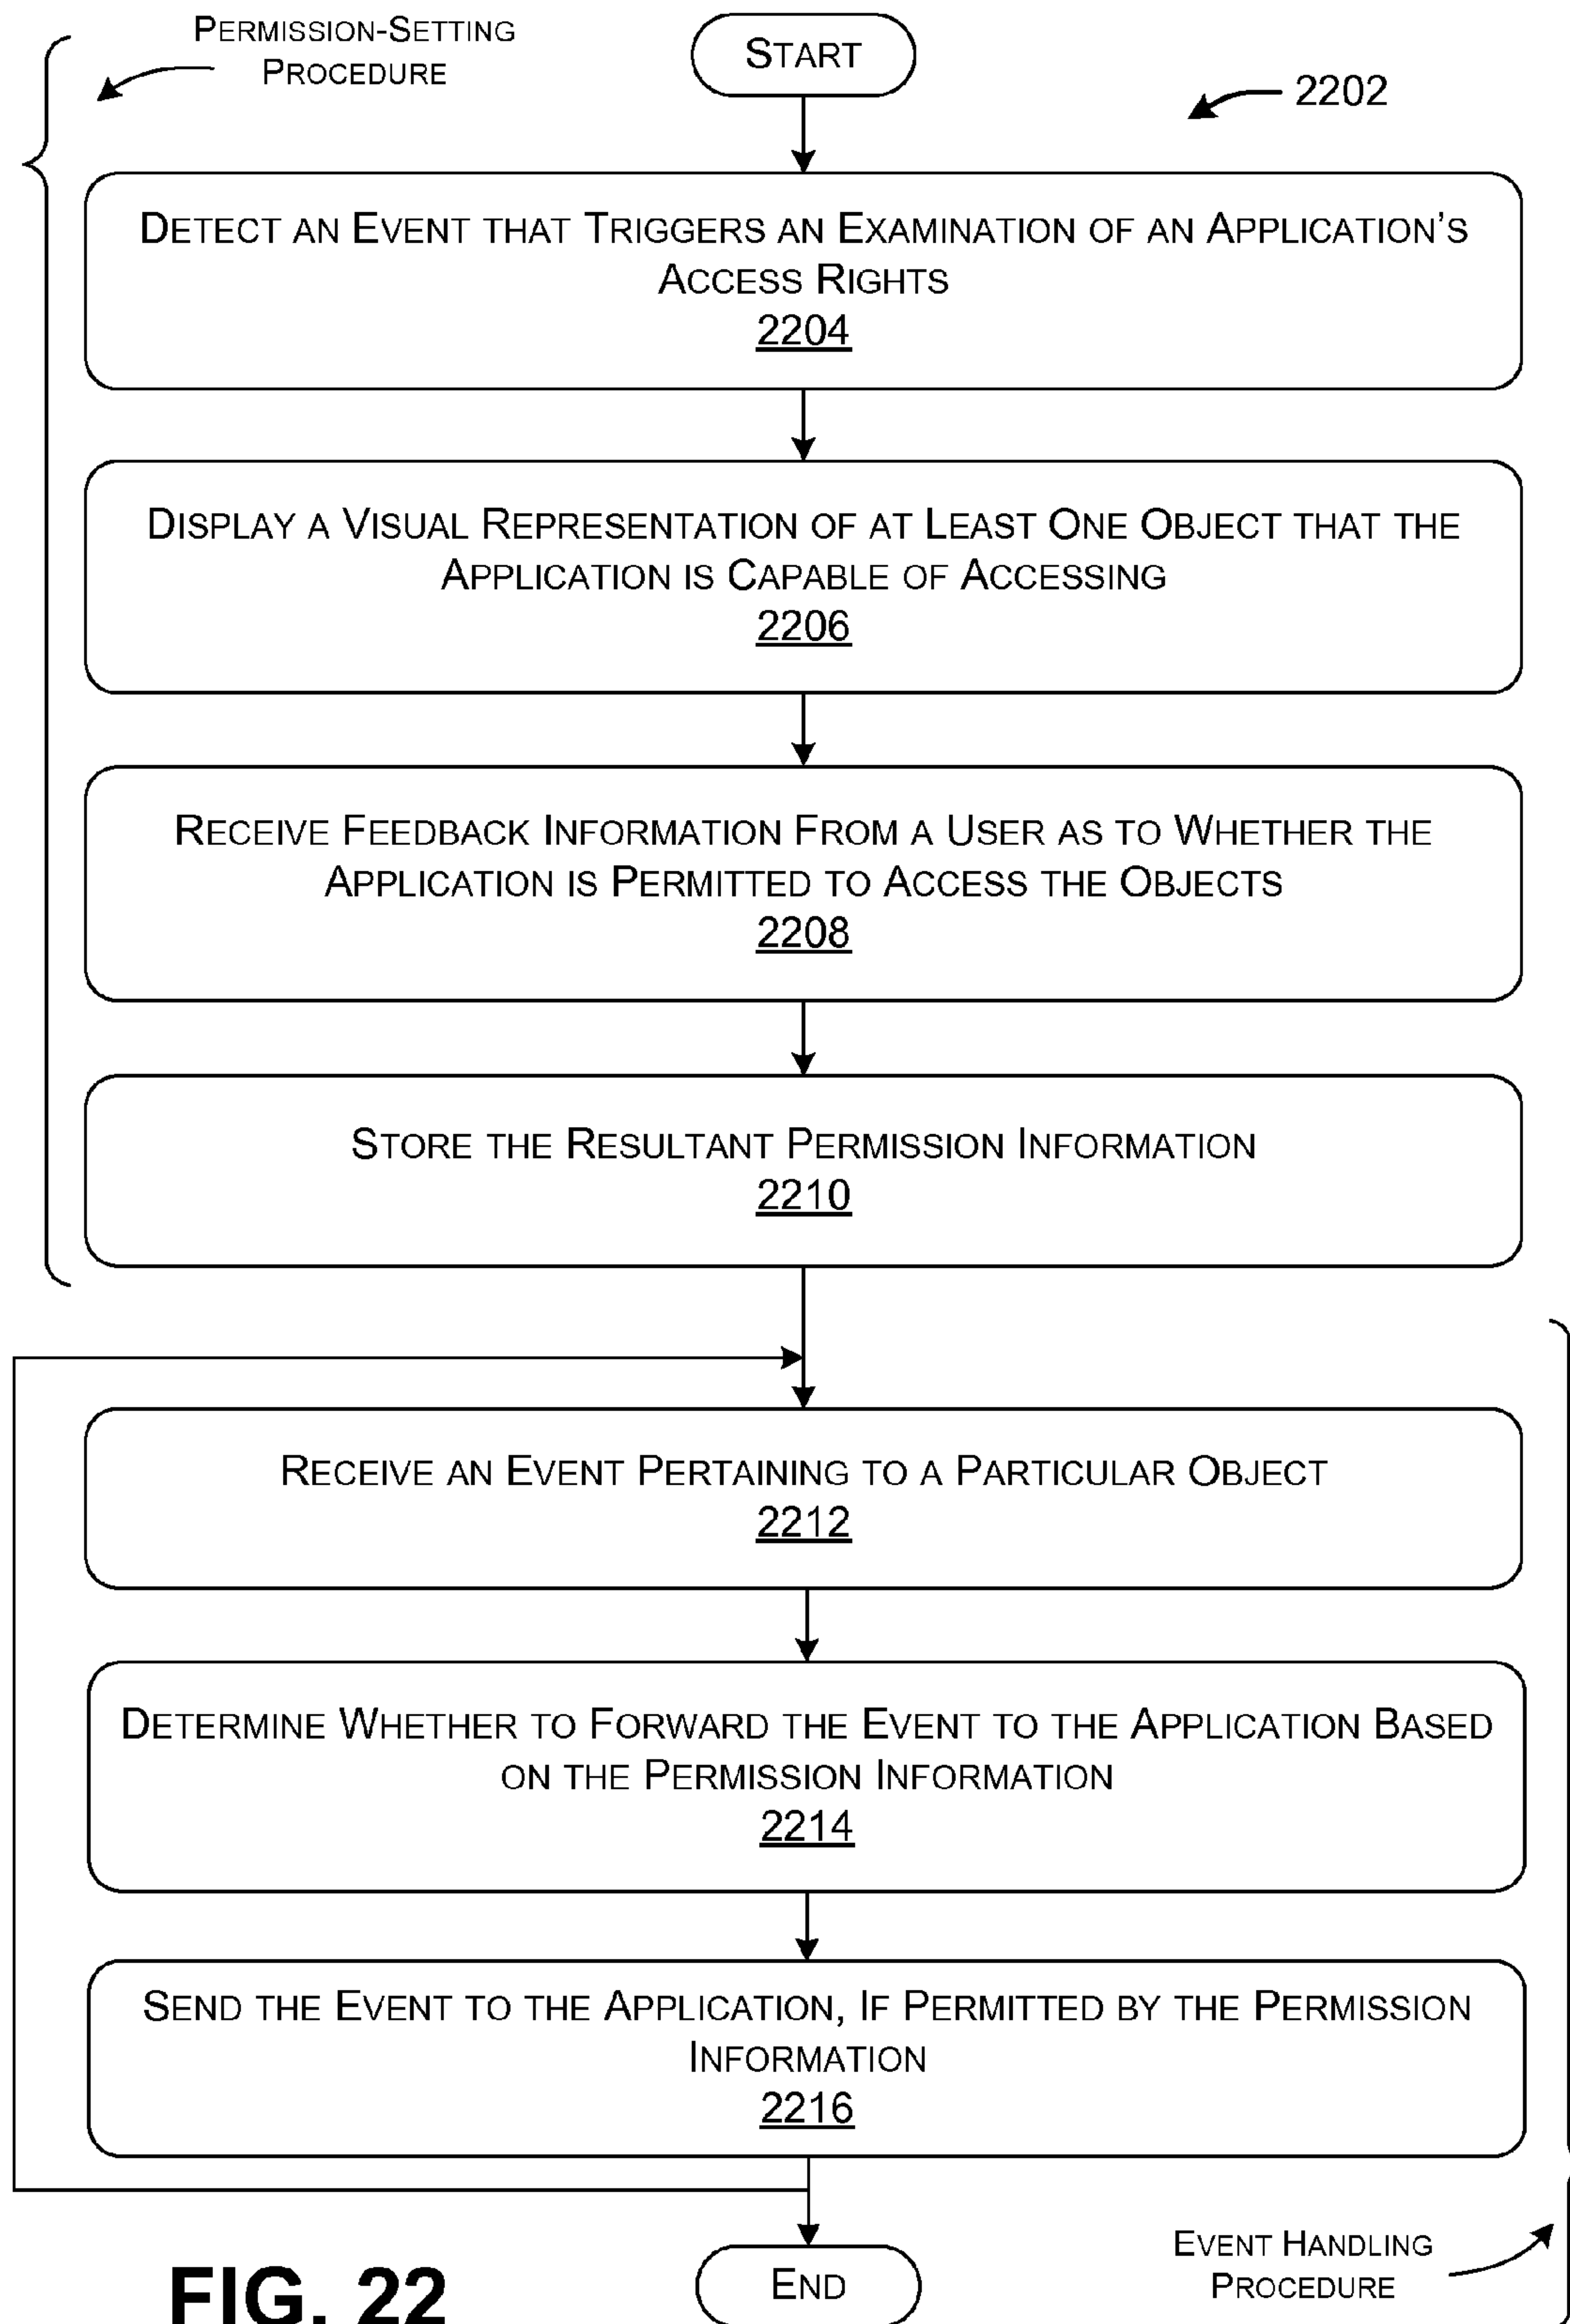 PERMISSION-SETTING
PROCEDURE
START
2202
DETECT AN EVENT THAT TRIGGERS AN EXAMINATION OF AN APPLICATION'S
ACCESS RIGHTS
2204
DISPLAY A VISUAL REPRESENTATION OF AT LEAST ONE OBJECT THAT THE
APPLICATION IS CAPABLE OF ACCESSING
2206
RECEIVE FEEDBACK INFORMATION FROM A USER AS TO WHETHER THE
APPLICATION IS PERMITTED TO ACCESS THE OBJECTS
2208
STORE THE RESULTANT PERMISSION INFORMATION
2210
RECEIVE AN EVENT PERTAINING TO A PARTICULAR OBJECT
2212
DETERMINE WHETHER TO FORWARD THE EVENT TO THE APPLICATION BASED
ON THE PERMISSION INFORMATION
2214
SEND THE EVENT TO THE APPLICATION, IF PERMITTED BY THE PERMISSION
INFORMATION
2216
EVENT HANDLING
PROCEDURE
END
FIG. 22